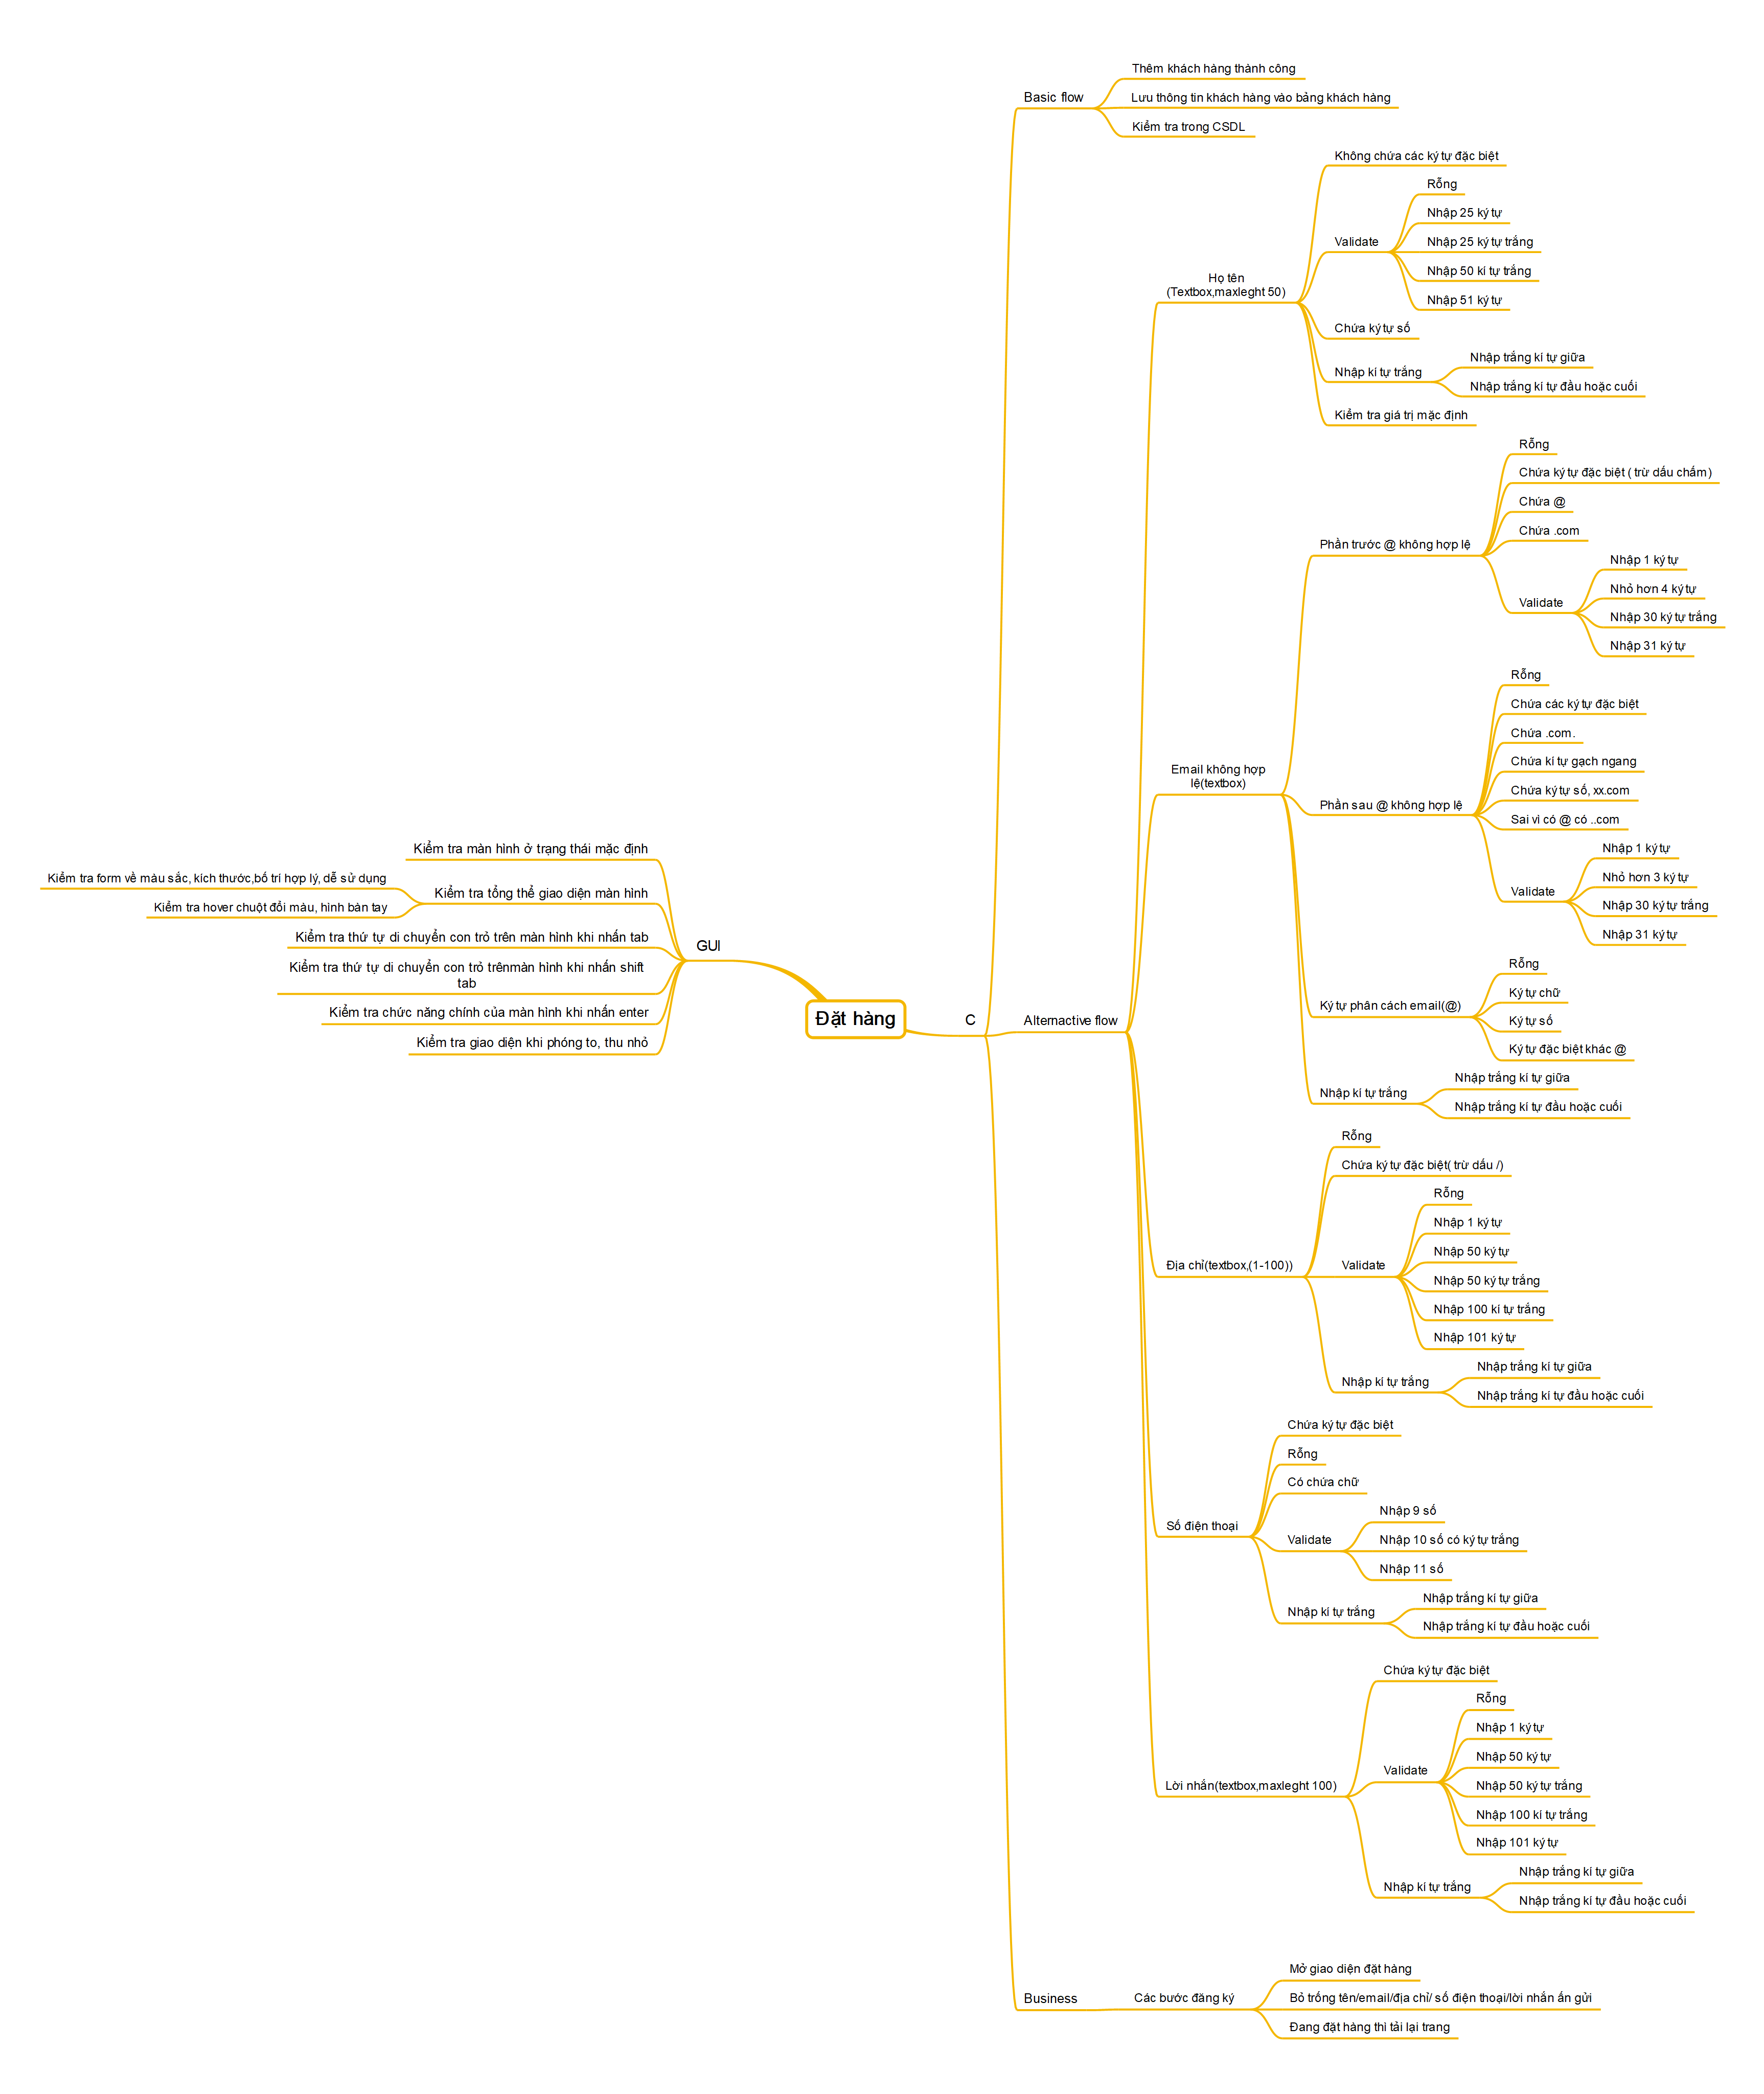 Đặt hàng
GUI
Kiểm tra màn hình ở trạng thái mặc định
Kiểm tra tổng thể giao diện màn hình
Kiểm tra form về màu sắc, kích thước,bố trí hợp lý, dễ sử dụng
Kiểm tra hover chuột đổi màu, hình bàn tay
Kiểm tra thứ tự di chuyển con trỏ trên màn hình khi nhấn tab
Kiểm tra thứ tự di chuyển con trỏ trênmàn hình khi nhấn shift
tab
Kiểm tra chức năng chính của màn hình khi nhấn enter
Kiểm tra giao diện khi phóng to, thu nhỏ
C
Basic flow
Thêm khách hàng thành công
Lưu thông tin khách hàng vào bảng khách hàng
Kiểm tra trong CSDL
Alternactive flow
Họ tên
(Textbox,maxleght 50)
Không chứa các ký tự đặc biệt
Validate
Rỗng
Nhập 25 ký tự
Nhập 25 ký tự trắng
Nhập 50 kí tự trắng
Nhập 51 ký tự
Chứa ký tự số
Nhập kí tự trắng
Nhập trắng kí tự giữa
Nhập trắng kí tự đầu hoặc cuối
Kiểm tra giá trị mặc định
Email không hợp
lệ(textbox)
Phần trước @ không hợp lệ
Rỗng
Chứa ký tự đặc biệt ( trừ dấu chấm)
Chứa @
Chứa .com
Validate
Nhập 1 ký tự
Nhỏ hơn 4 ký tự
Nhập 30 ký tự trắng
Nhập 31 ký tự
Phần sau @ không hợp lệ
Rỗng
Chứa các ký tự đặc biệt
Chứa .com.
Chứa kí tự gạch ngang
Chứa ký tự số, xx.com
Sai vì có @ có ..com
Validate
Nhập 1 ký tự
Nhỏ hơn 3 ký tự
Nhập 30 ký tự trắng
Nhập 31 ký tự
Ký tự phân cách email(@)
Rỗng
Ký tự chữ
Ký tự số
Ký tự đặc biệt khác @
Nhập kí tự trắng
Nhập trắng kí tự giữa
Nhập trắng kí tự đầu hoặc cuối
Địa chỉ(textbox,(1-100))
Rỗng
Chứa ký tự đặc biệt( trừ dấu /)
Validate
Rỗng
Nhập 1 ký tự
Nhập 50 ký tự
Nhập 50 ký tự trắng
Nhập 100 kí tự trắng
Nhập 101 ký tự
Nhập kí tự trắng
Nhập trắng kí tự giữa
Nhập trắng kí tự đầu hoặc cuối
Số điện thoại
Chứa ký tự đặc biệt
Rỗng
Có chứa chữ
Validate
Nhập 9 số
Nhập 10 số có ký tự trắng
Nhập 11 số
Nhập kí tự trắng
Nhập trắng kí tự giữa
Nhập trắng kí tự đầu hoặc cuối
Lời nhắn(textbox,maxleght 100)
Chứa ký tự đặc biệt
Validate
Rỗng
Nhập 1 ký tự
Nhập 50 ký tự
Nhập 50 ký tự trắng
Nhập 100 kí tự trắng
Nhập 101 ký tự
Nhập kí tự trắng
Nhập trắng kí tự giữa
Nhập trắng kí tự đầu hoặc cuối
Business
Các bước đăng ký
Mở giao diện đặt hàng
Bỏ trống tên/email/địa chỉ/ số điện thoại/lời nhắn ấn gửi
Đang đặt hàng thì tải lại trang